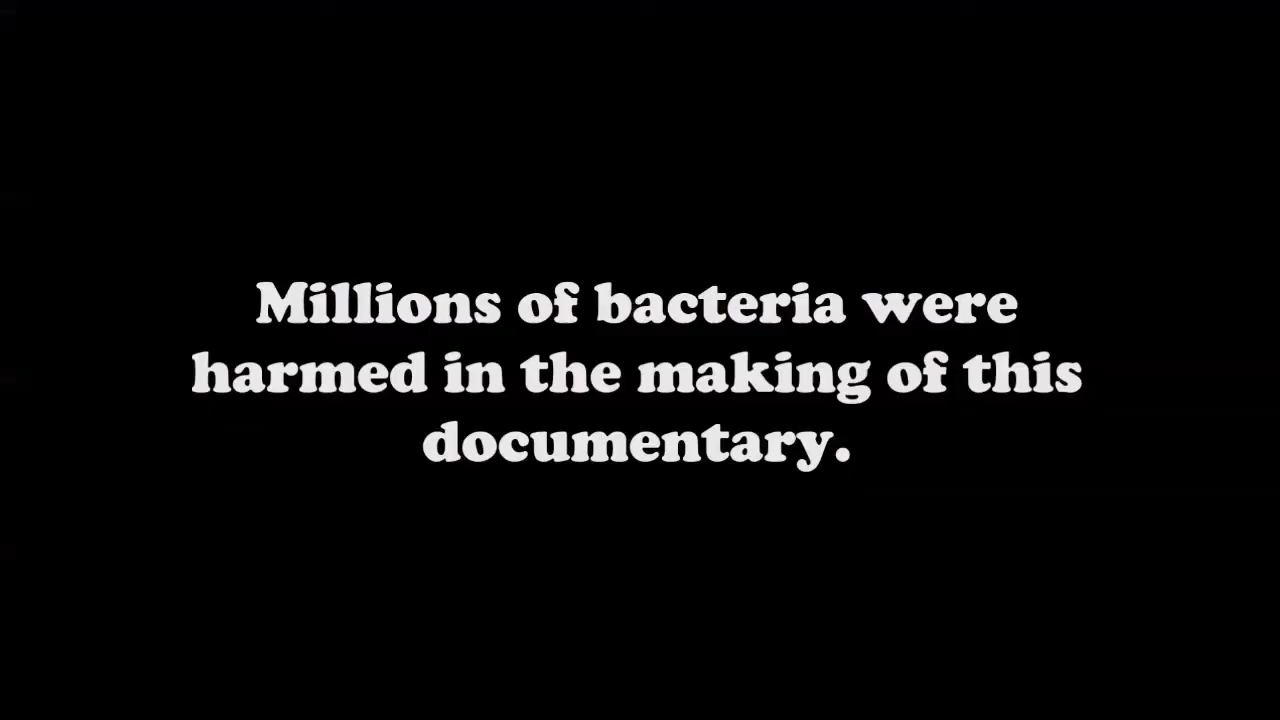 Millions of bacteria were
harmed in the making of this
documentary.